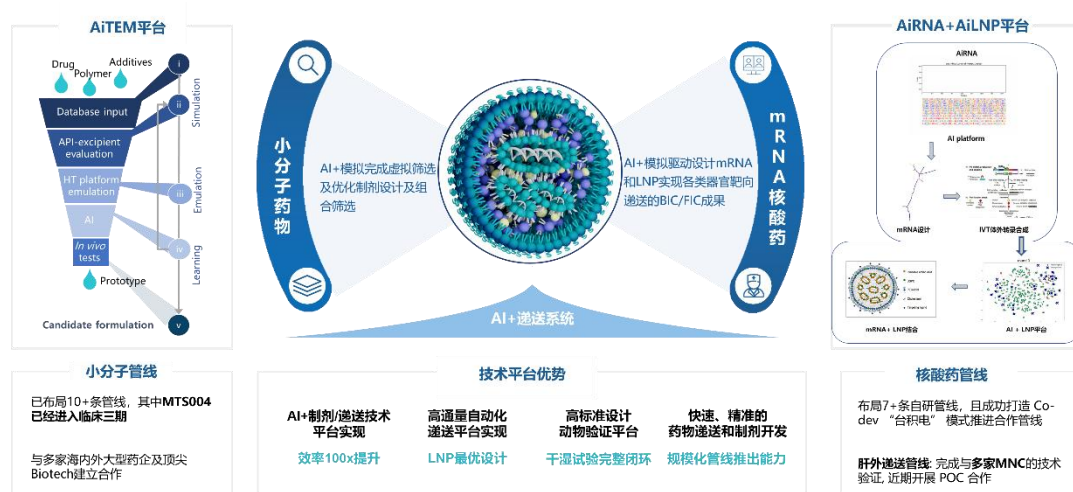 AiTEM平台
Drug
Polymer
Additives
Database input
API-excipient
evaluation
HT platform
emulation
AI
In vivo
tests
Prototype
Candidate formulation
i
ii
iii
iv
v
Simulation
Emulation
Learning
小分子药物
AI+模拟完成虚拟筛选
及优化制剂设计及组
合筛选
AI+模拟驱动设计mRNA
和LNP实现各类器官靶向
递送的BIC/FIC成果
mRNA核酸药
AI+递送系统
AiRNA+AiLNP平台
AiRNA
AI platform
mRNA设计
IVT体外转录合成
mRNA+ LNP结合
AI + LNP平台
小分子管线
已布局10+条管线，其中MTS004
已经进入临床三期
与多家海内外大型药企及顶尖
Biotech建立合作
技术平台优势
AI+制剂/递送技术
平台实现
效率100x提升
高通量自动化
递送平台实现
LNP最优设计
高标准设计
动物验证平台
干湿试验完整闭环
快速、精准的
药物递送和制剂开发
规模化管线推出能力
核酸药管线
布局7+条自研管线，且成功打造 Co-
dev “台积电” 模式推进合作管线
肝外递送管线: 完成与多家MNC的技术
验证, 近期开展 POC 合作